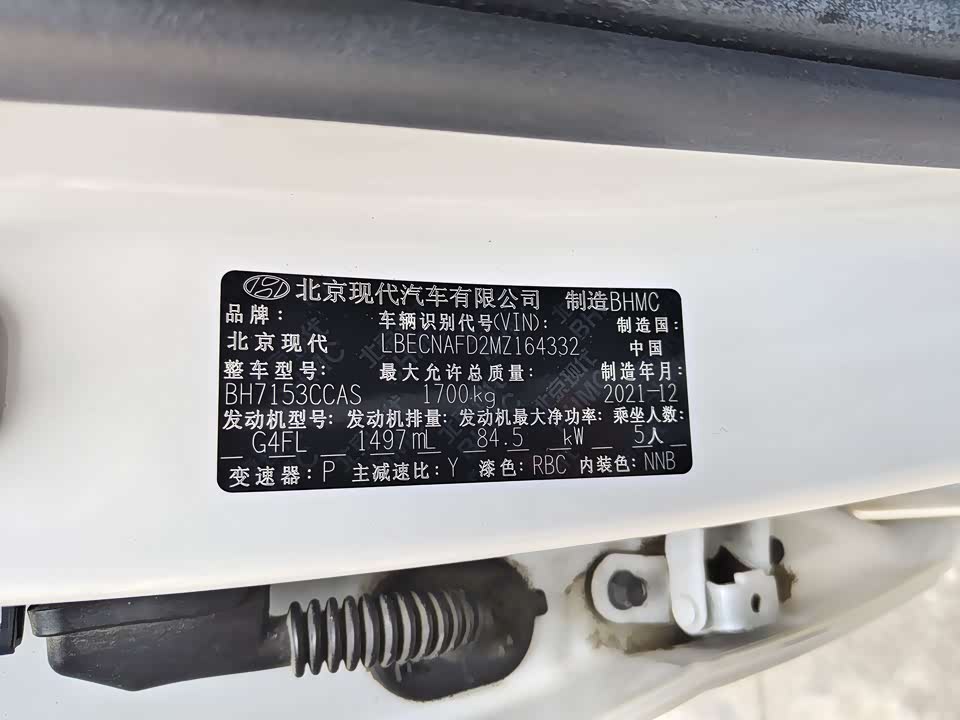 北京现代汽车有限公司 制造BHMC
品牌: 车辆识别代号(VIN): 制造国:
北京现代 LBECNAFD2MZ164332 中国
整车型号: 最大允许总质量: 制造年月:
BH7153CCAS 1700kg 2021-12
发动机型号: 发动机排量: 发动机最大净功率: 乘坐人数:
G4FL 1497mL 84.5 kW 5人
变速器: P 主减速比: Y 漆色: RBC 内装色: NNB